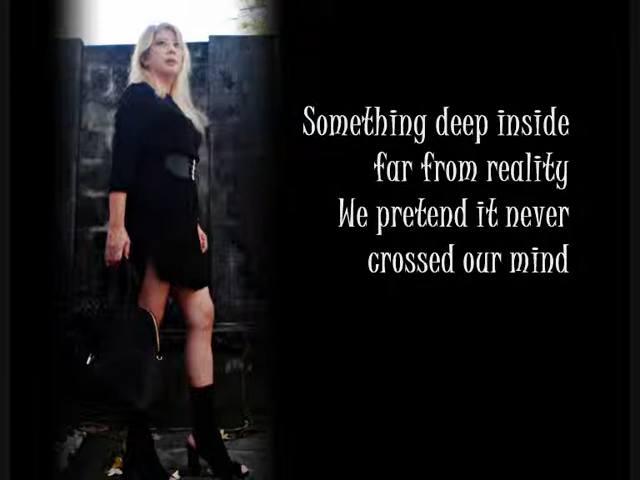 Something deep inside
far from reality
We pretend it never
crossed our mind